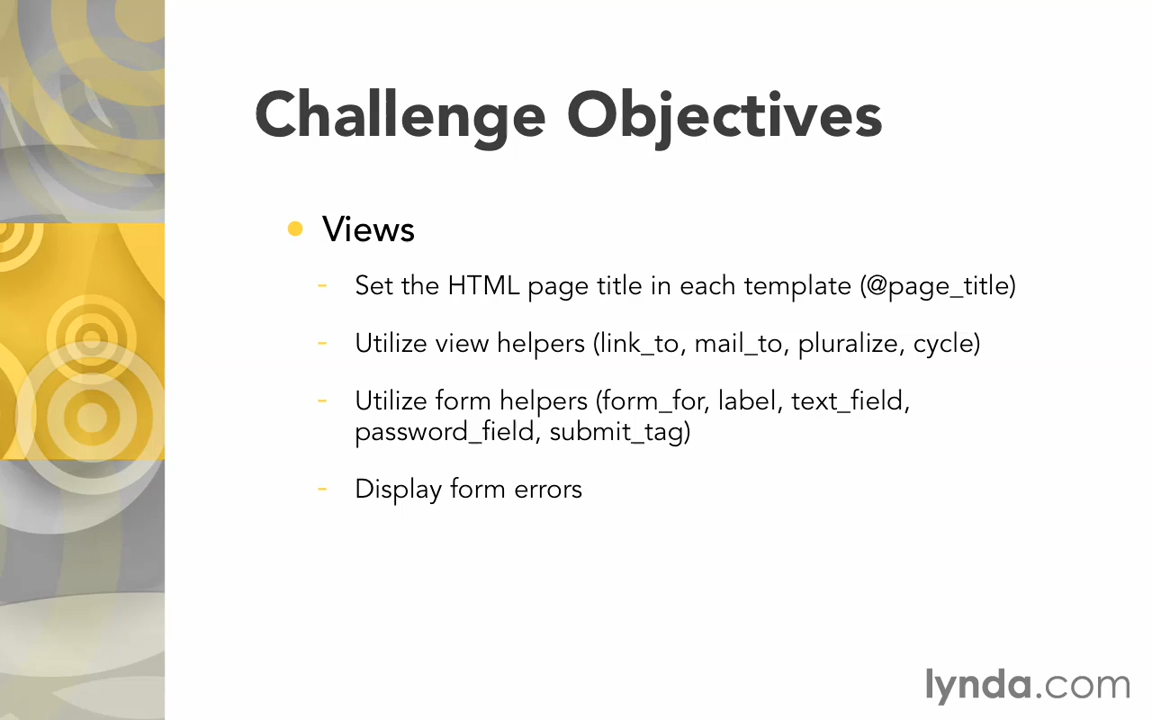 Challenge Objectives
Views
- Set the HTML page title in each template (@page_title)
- Utilize view helpers (link_to, mail_to, pluralize, cycle)
- Utilize form helpers (form_for, label, text_field,
password_field, submit_tag)
- Display form errors
lynda.com